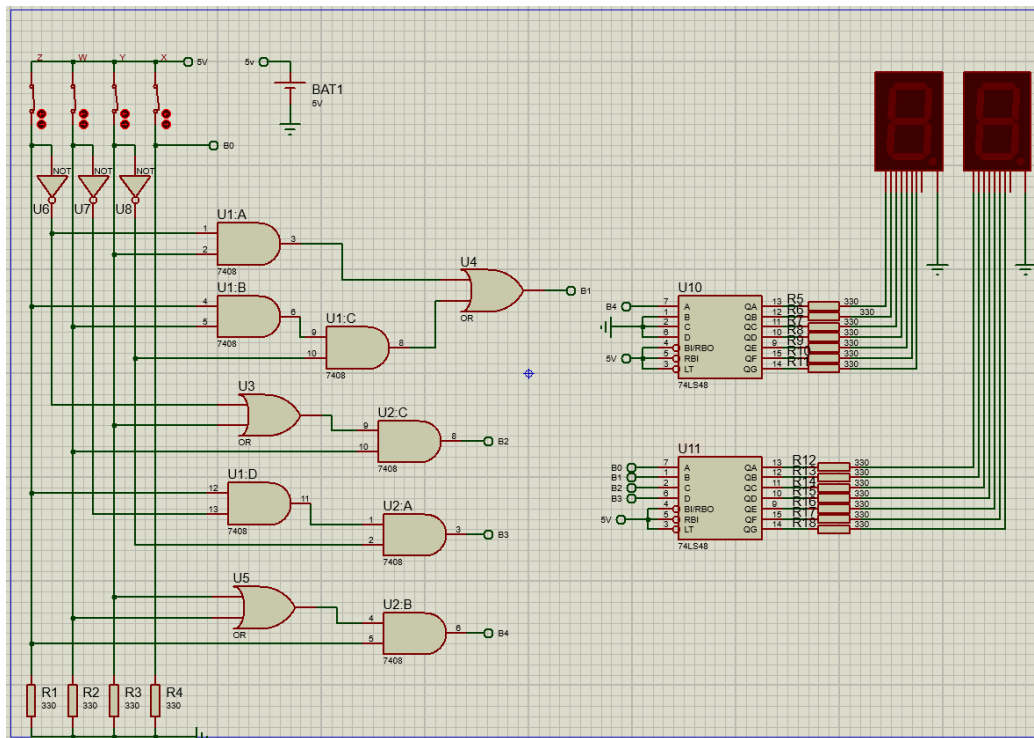 Z W Y X 5V 5v
BAT1
5V
B0
NOT NOT NOT
U6 U7 U8
U1:A
1
2
3
7408
U4
OR
B1
U1:B
4
5
6
7408
U1:C
9
10
8
7408
U3
OR
U2:C
9
10
8
7408
B2
U1:D
12
13
11
7408
U2:A
1
2
3
7408
B3
U5
OR
U2:B
4
5
6
7408
B4
R1 R2 R3 R4
330 330 330 330
U10
B4 7 A QA 13 R5 330
1 B QB 12 R6 330
2 C QC 11 R7 330
6 D QD 10 R8 330
4 BI/RBO QE 9 R9 330
5V 5 RBI QF 15 R10 330
3 LT QG 14 R11 330
74LS48
U11
B0 7 A QA 13 R12 330
B1 1 B QB 12 R13 330
B2 2 C QC 11 R14 330
B3 6 D QD 10 R15 330
4 BI/RBO QE 9 R16 330
5V 5 RBI QF 15 R17 330
3 LT QG 14 R18 330
74LS48